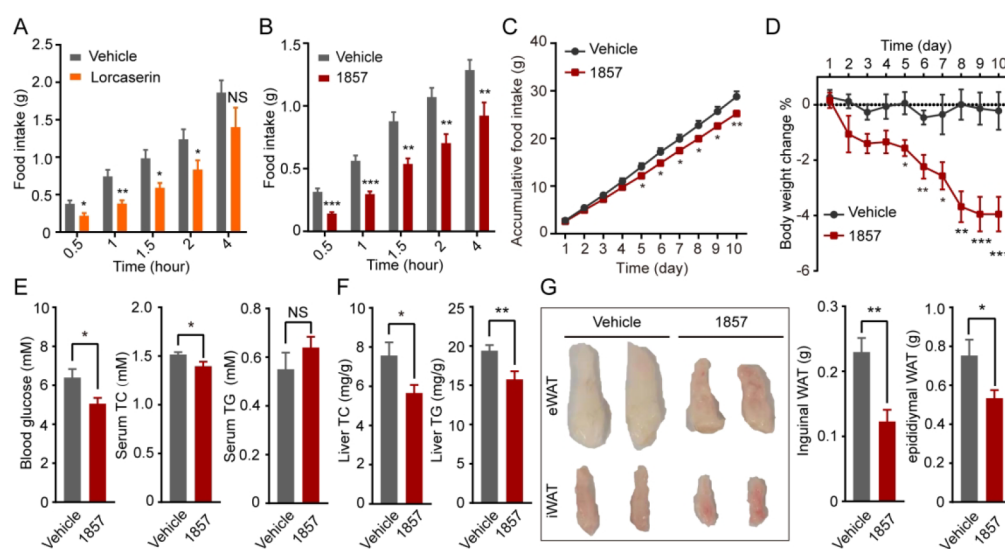 A
2.5
2.0
1.5
1.0
0.5
0
Food intake (g)
Vehicle
Lorcaserin
*
**
*
*
NS
0.5
1
1.5
2
4
Time (hour)
B
1.5
1.0
0.5
0
Food intake (g)
Vehicle
1857
***
***
**
**
**
0.5
1
1.5
2
4
Time (hour)
C
40
30
20
10
0
Accumulative food intake (g)
Vehicle
1857
*
*
*
*
*
**
1 2 3 4 5 6 7 8 9 10
Time (day)
D
Time (day)
1 2 3 4 5 6 7 8 9 10
0
-2
-4
-6
Body weight change %
Vehicle
1857
*
**
*
**
***
***
E
10
8
6
4
2
0
Blood glucose (mM)
*
Vehicle
1857
2.0
1.5
1.0
0.5
0
Serum TC (mM)
*
Vehicle
1857
0.8
0.6
0.4
0.2
0
Serum TG (mM)
NS
Vehicle
1857
F
10
8
6
4
2
0
Liver TC (mg/g)
*
Vehicle
1857
25
20
15
10
5
0
Liver TG (mg/g)
**
Vehicle
1857
G
Vehicle
1857
eWAT
iWAT
0.3
0.2
0.1
0
Inguinal WAT (g)
**
Vehicle
1857
1.0
0.8
0.6
0.4
0.2
0.0
epididiymal WAT (g)
*
Vehicle
1857